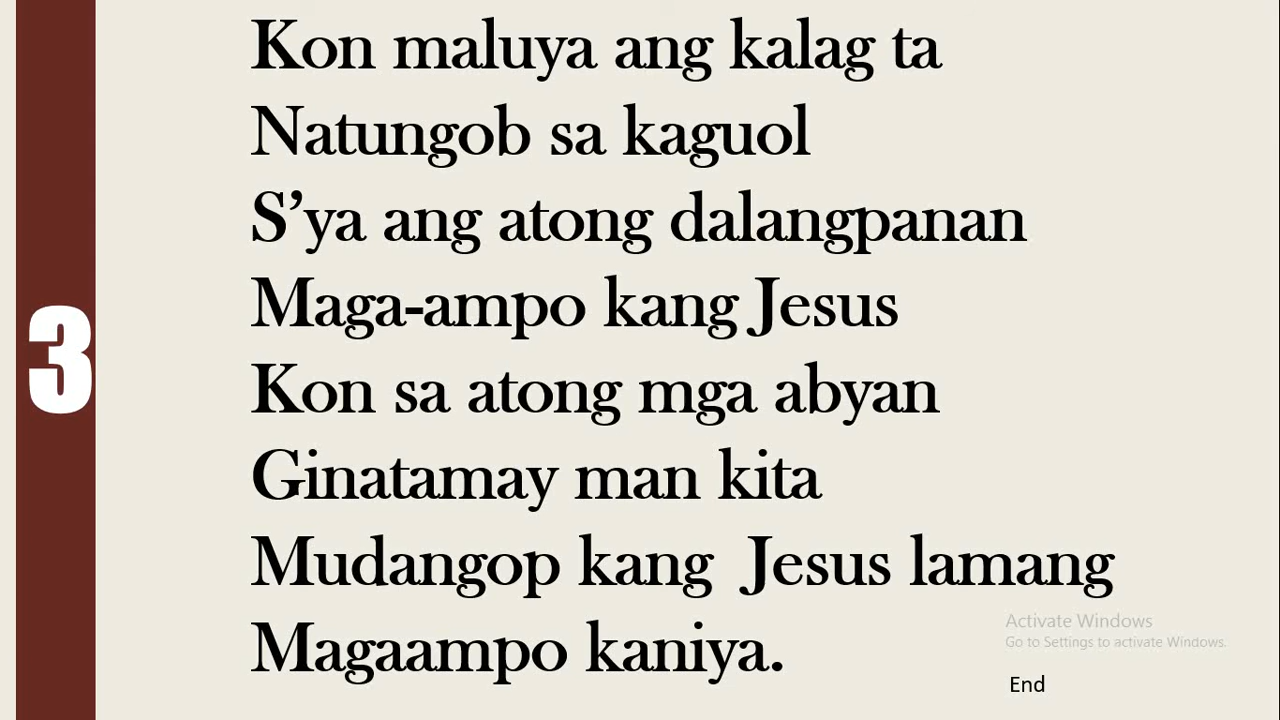 3
Kon maluya ang kalag ta
Natungob sa kaguol
S’ya ang atong dalangpanan
Maga-ampo kang Jesus
Kon sa atong mga abyan
Ginatamay man kita
Mudangop kang Jesus lamang
Magaampo kaniya.
Activate Windows
Go to Settings to activate Windows.
End